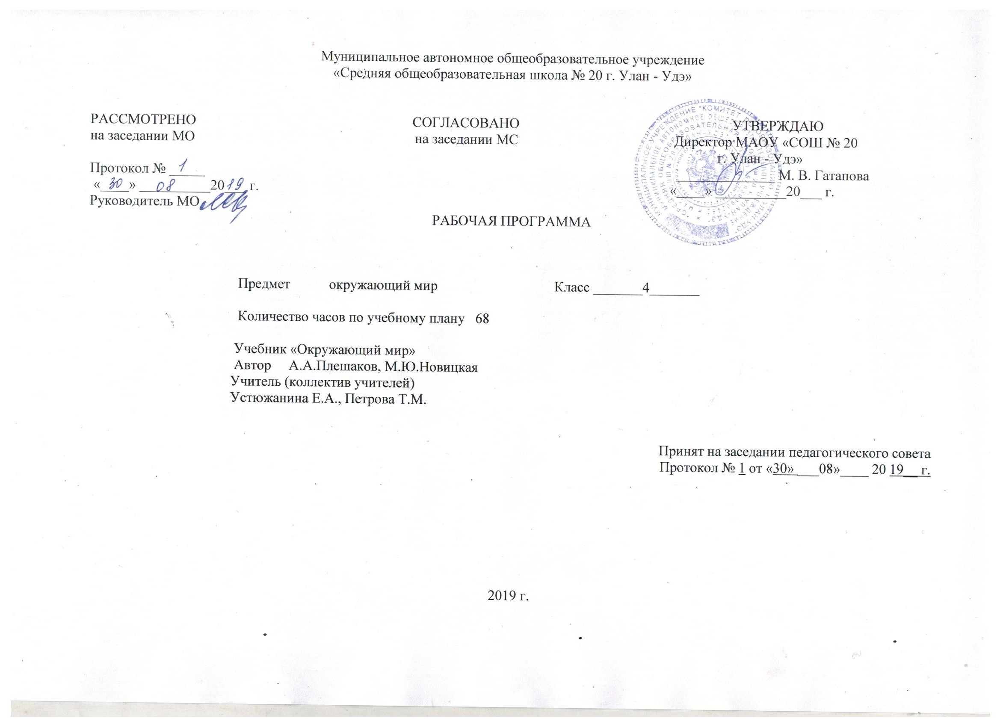 Муниципальное автономное общеобразовательное учреждение
«Средняя общеобразовательная школа № 20 г. Улан - Удэ»
РАССМОТРЕНО
на заседании МО
Протокол № 1
«30» 08 2019 г.
Руководитель МО
СОГЛАСОВАНО
на заседании МС
УТВЕРЖДАЮ
Директор МАОУ «СОШ № 20
г. Улан - Удэ»
____________ М. В. Гатапова
«____» __________20___ г.
РАБОЧАЯ ПРОГРАММА
Предмет окружающий мир Класс _______4_______
Количество часов по учебному плану 68
Учебник «Окружающий мир»
Автор А.А.Плешаков, М.Ю.Новицкая
Учитель (коллектив учителей)
Устюжанина Е.А., Петрова Т.М.
Принят на заседании педагогического совета
Протокол № 1 от «30» ___08»____ 20 19__ г.
2019 г.